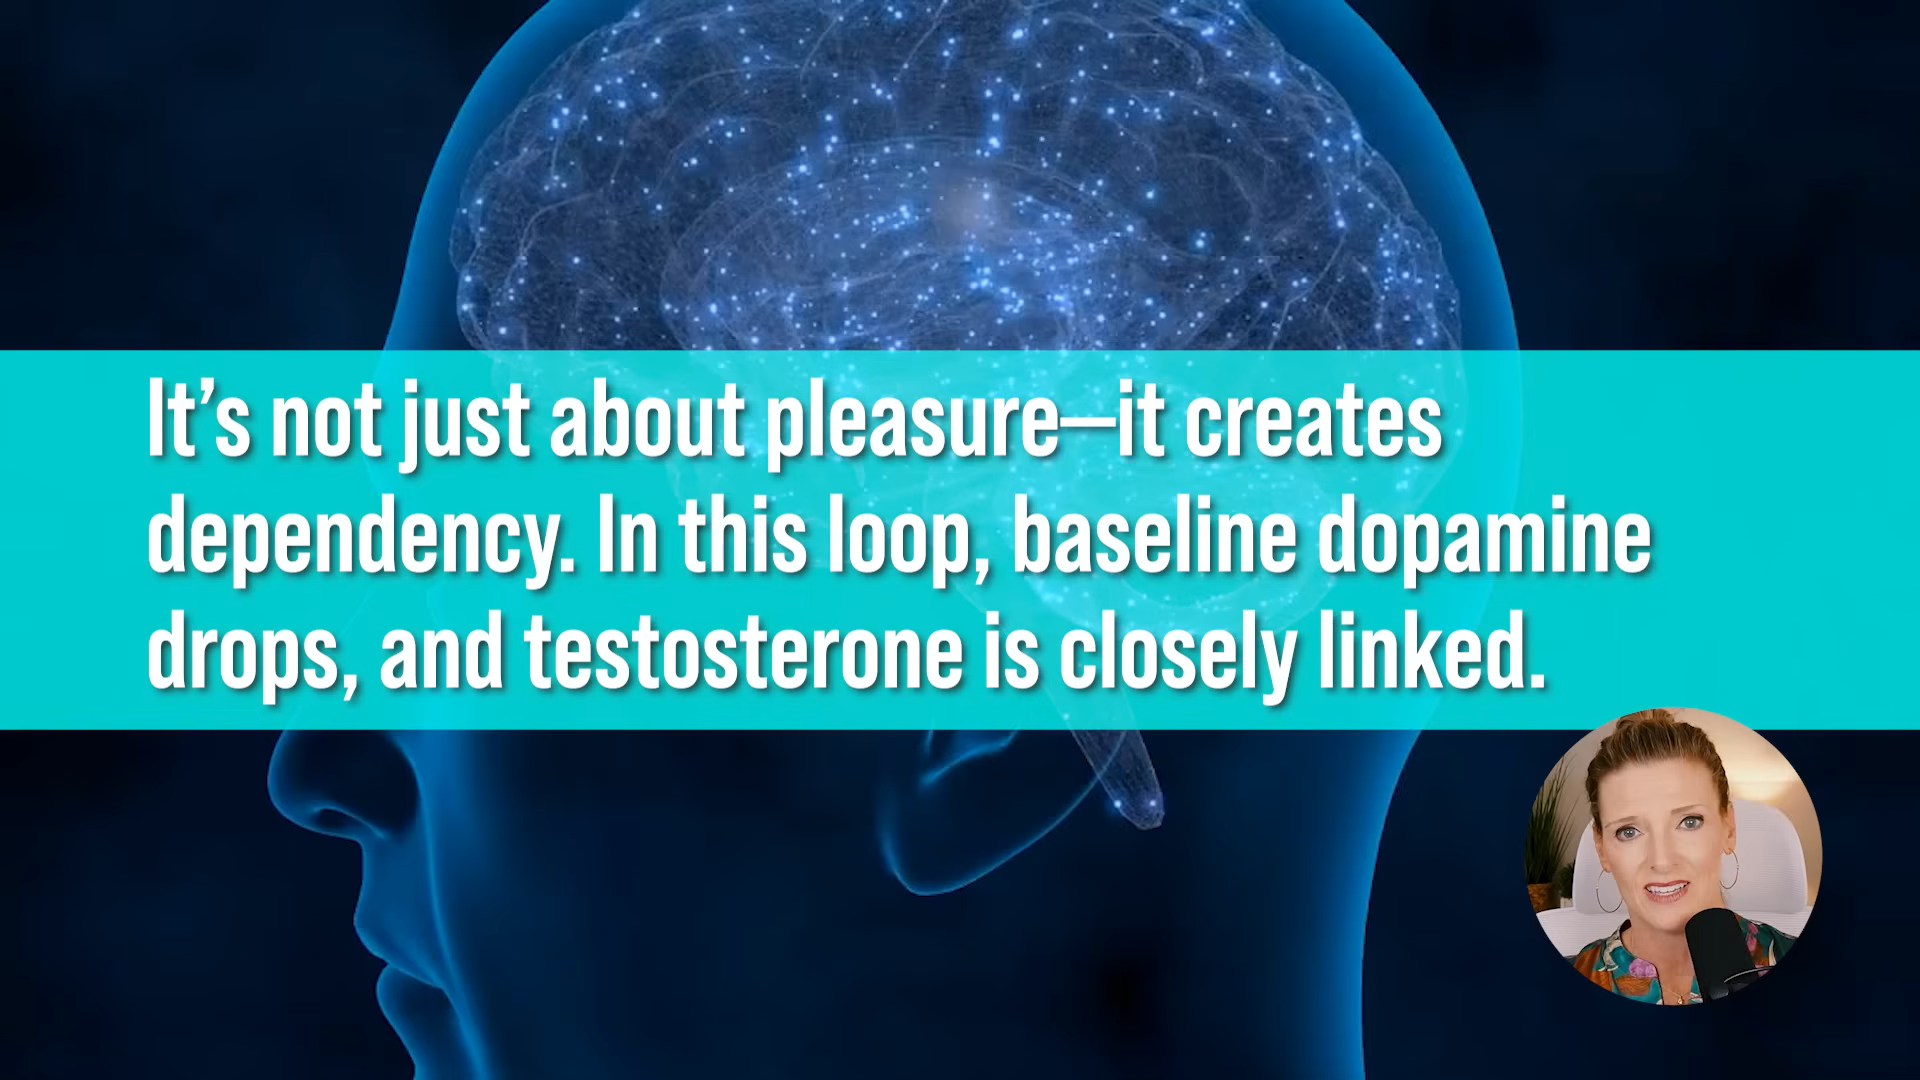 It’s not just about pleasure—it creates
dependency. In this loop, baseline dopamine
drops, and testosterone is closely linked.